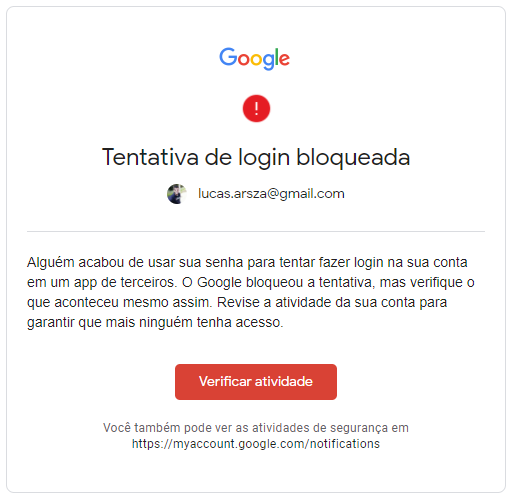 Google
Tentativa de login bloqueada
lucas.arsza@gmail.com
Alguém acabou de usar sua senha para tentar fazer login na sua conta
em um app de terceiros. O Google bloqueou a tentativa, mas verifique o
que aconteceu mesmo assim. Revise a atividade da sua conta para
garantir que mais ninguém tenha acesso.
Verificar atividade
Você também pode ver as atividades de segurança em
https://myaccount.google.com/notifications